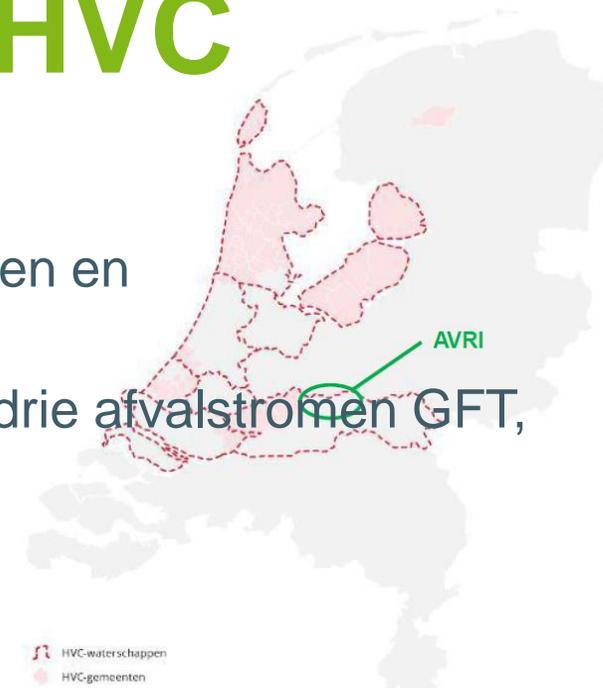 HVC
en en
AVRI
drie afvalstromen GFT,
HVC-waterschappen
HVC-gemeenten